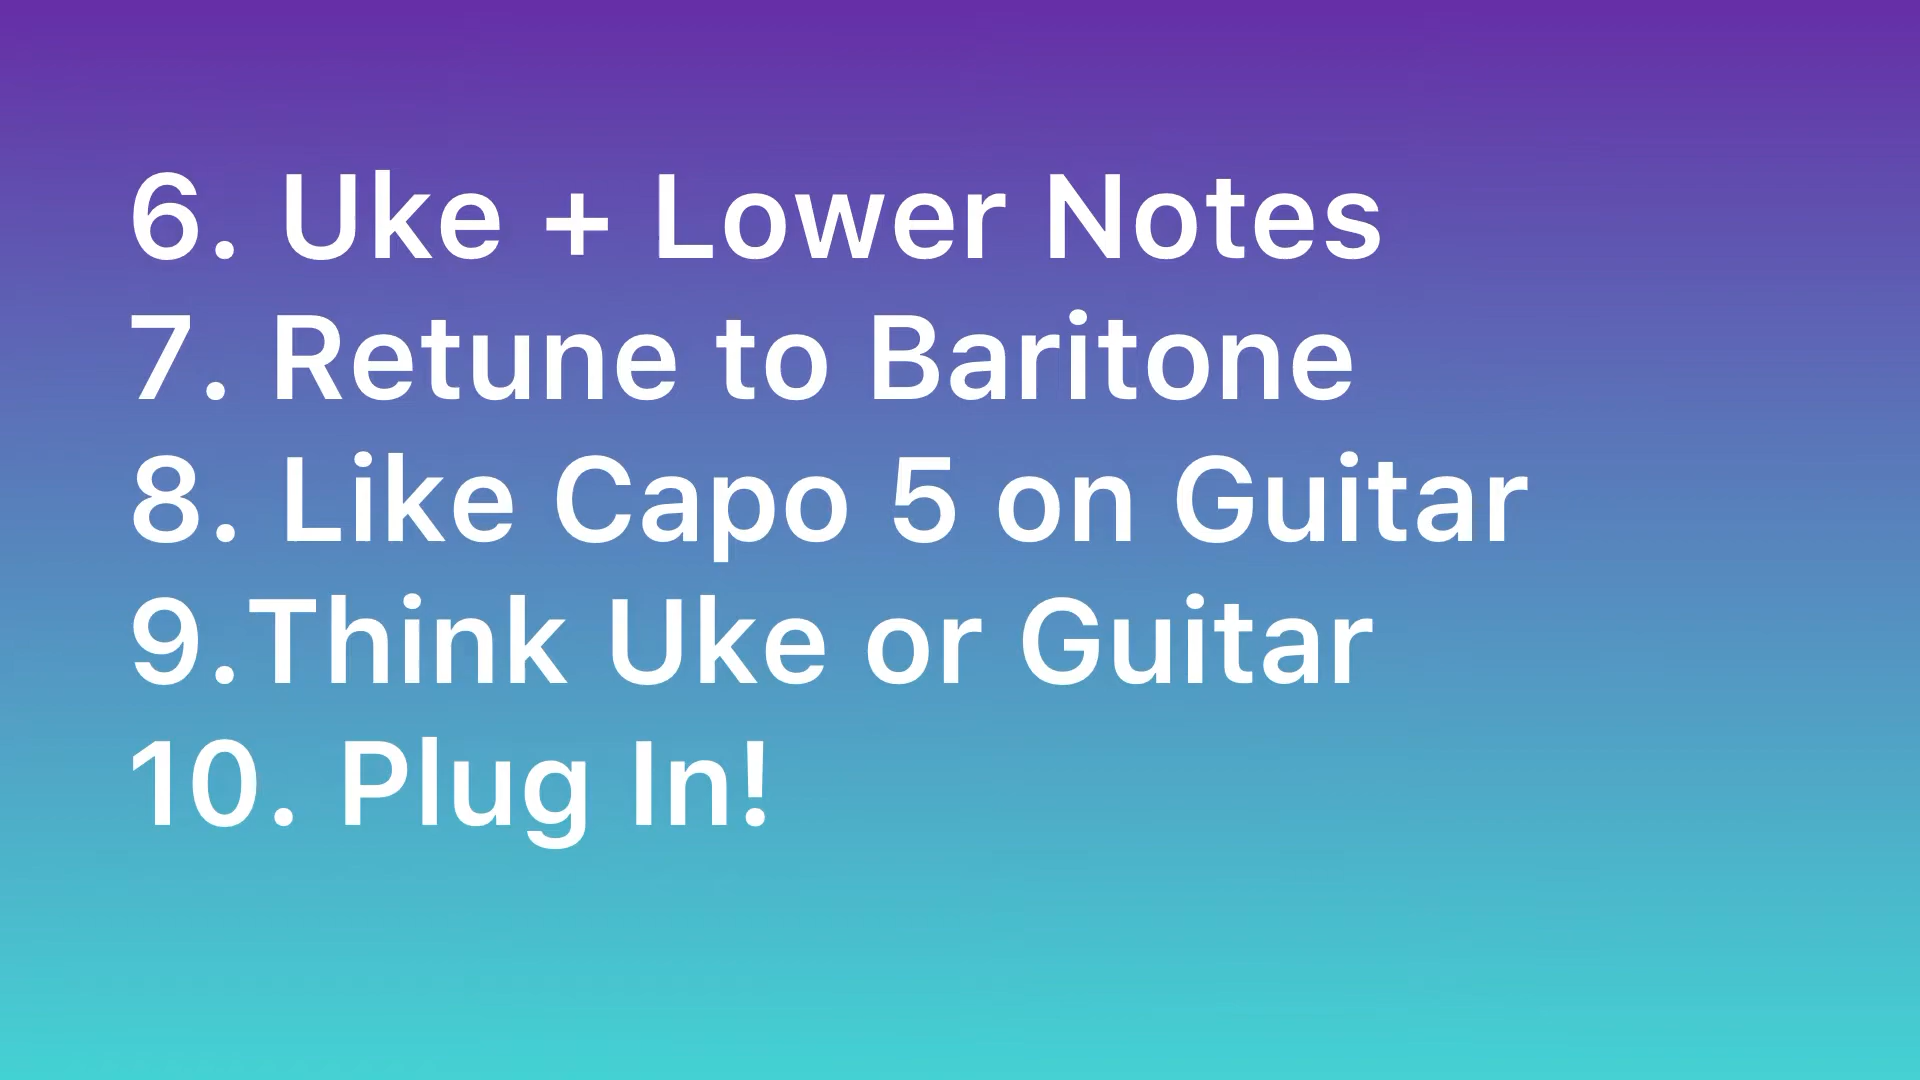 6. Uke + Lower Notes
7. Retune to Baritone
8. Like Capo 5 on Guitar
9.Think Uke or Guitar
10. Plug In!